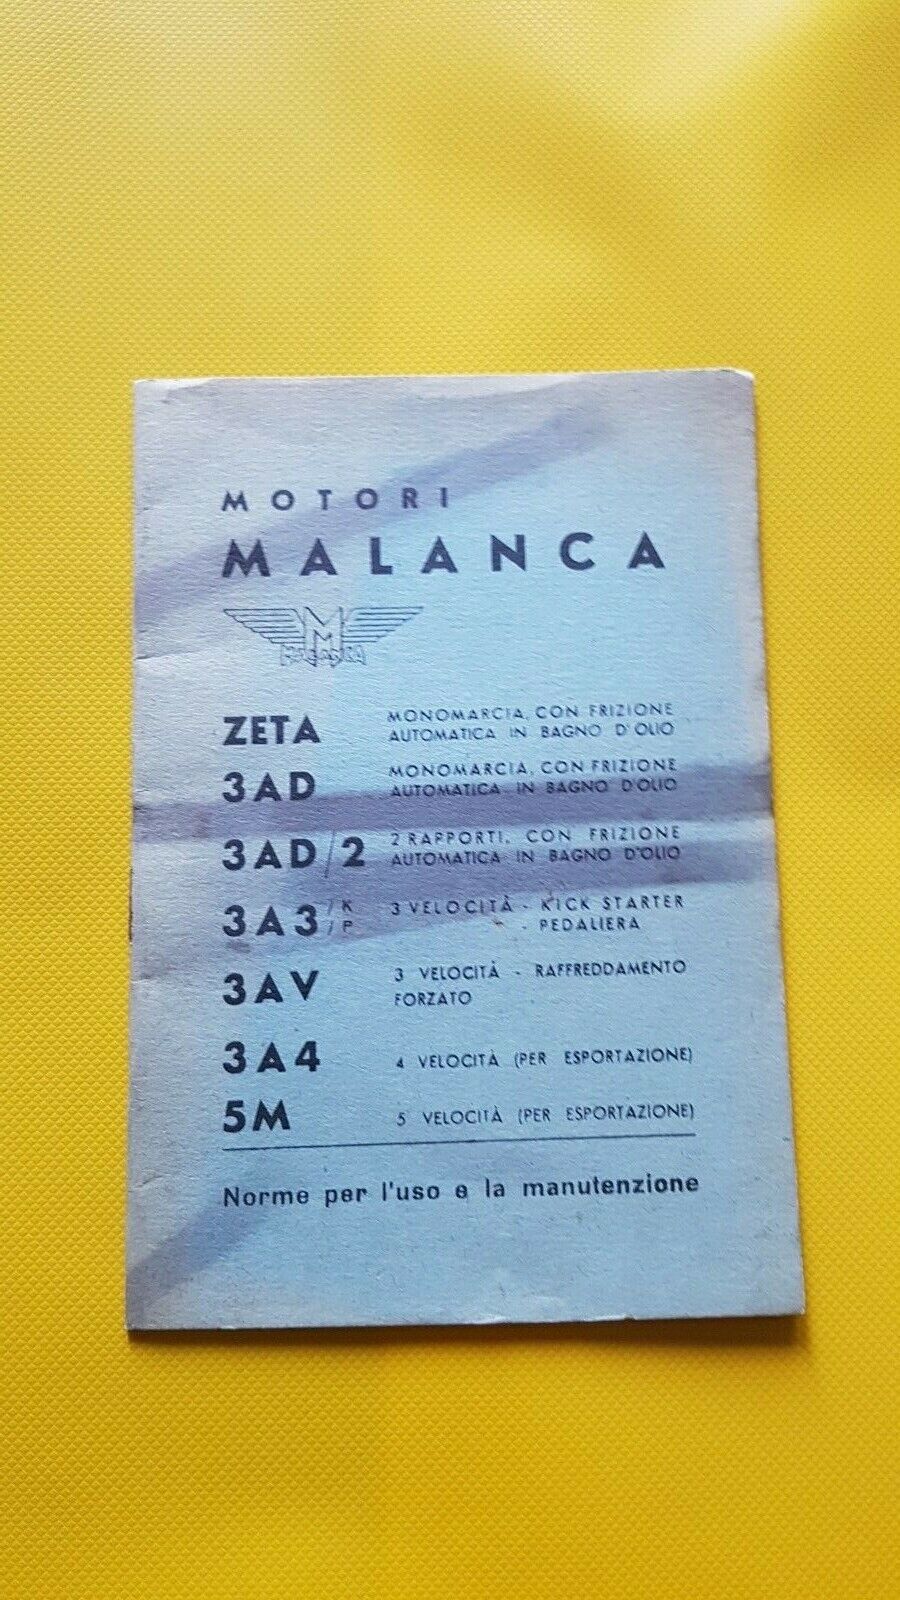 MOTORI
MALANCA
M
MALANCA
ZETA MONOMARCIA, CON FRIZIONE
AUTOMATICA IN BAGNO D'OLIO
3AD MONOMARCIA, CON FRIZIONE
AUTOMATICA IN BAGNO D'OLIO
3AD/2 2 RAPPORTI, CON FRIZIONE
AUTOMATICA IN BAGNO D'OLIO
3A3/K 3 VELOCITÀ - KICK STARTER
/P - PEDALIERA
3AV 3 VELOCITÀ - RAFFREDDAMENTO
FORZATO
3A4 4 VELOCITÀ (PER ESPORTAZIONE)
5M 5 VELOCITÀ (PER ESPORTAZIONE)
Norme per l'uso e la manutenzione